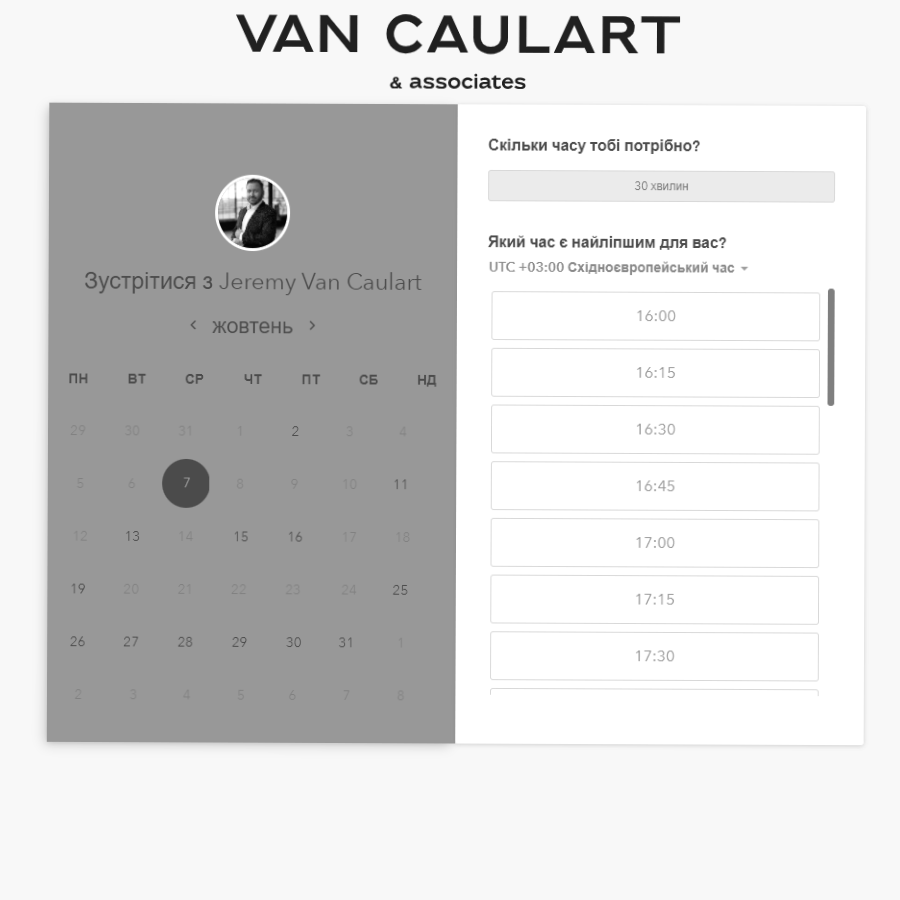 VAN CAULART
& associates
Зустрітися з Jeremy Van Caulart
жовтень
ПН ВТ СР ЧТ ПТ СБ НД
29 30 31 1 2 3 4
5 6 7 8 9 10 11
12 13 14 15 16 17 18
19 20 21 22 23 24 25
26 27 28 29 30 31 1
2 3 4 5 6 7 8
Скільки часу тобі потрібно?
30 хвилин
Який час є найліпшим для вас?
UTC +03:00 Східноєвропейський час
16:00
16:15
16:30
16:45
17:00
17:15
17:30